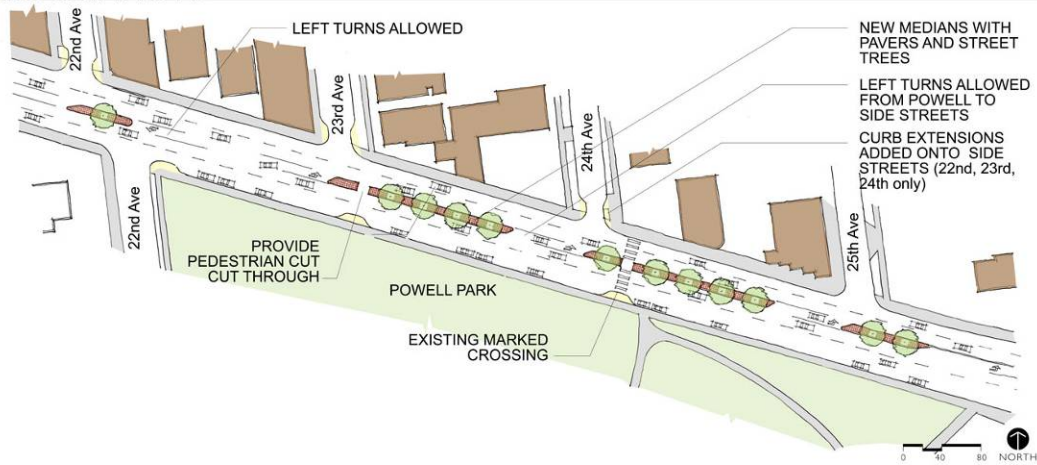 22nd Ave
LEFT TURNS ALLOWED
23rd Ave
24th Ave
NEW MEDIANS WITH
PAVERS AND STREET
TREES
LEFT TURNS ALLOWED
FROM POWELL TO
SIDE STREETS
CURB EXTENSIONS
ADDED ONTO SIDE
STREETS (22nd, 23rd,
24th only)
22nd Ave
PROVIDE
PEDESTRIAN CUT
CUT THROUGH
POWELL PARK
25th Ave
EXISTING MARKED
CROSSING
0 40 80
NORTH